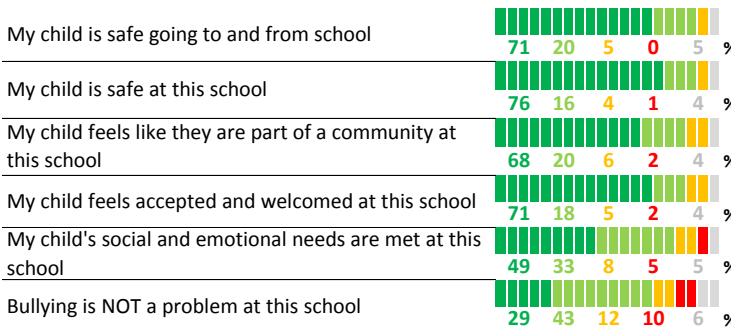 My child is safe going to and from school
71 20 5 0 5 %
My child is safe at this school
76 16 4 1 4 %
My child feels like they are part of a community at
this school
68 20 6 2 4 %
My child feels accepted and welcomed at this school
71 18 5 2 4 %
My child's social and emotional needs are met at this
school
49 33 8 5 5 %
Bullying is NOT a problem at this school
29 43 12 10 6 %